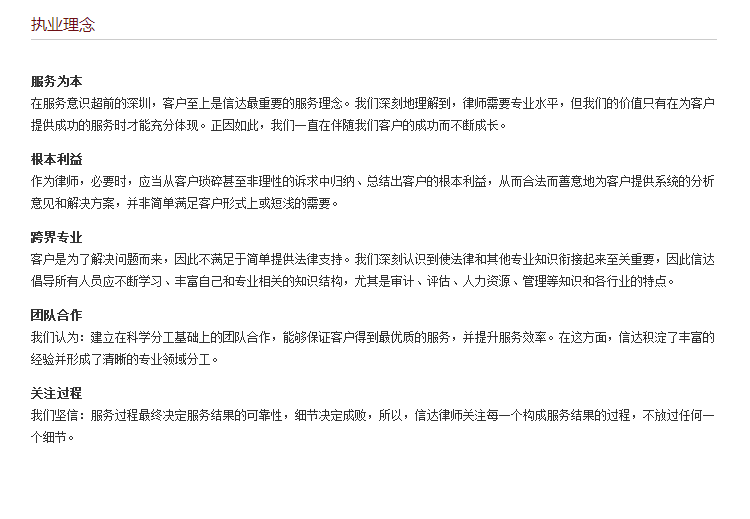 执业理念
服务为本
在服务意识超前的深圳，客户至上是信达最重要的服务理念。我们深刻地理解到，律师需要专业水平，但我们的价值只有在为客户
提供成功的服务时才能充分体现。正因如此，我们一直在伴随我们客户的成功而不断成长。
根本利益
作为律师，必要时，应当从客户琐碎甚至非理性的诉求中归纳、总结出客户的根本利益，从而合法而善意地为客户提供系统的分析
意见和解决方案，并非简单满足客户形式上或短浅的需要。
跨界专业
客户是为了解决问题而来，因此不满足于简单提供法律支持。我们深刻认识到使法律和其他专业知识衔接起来至关重要，因此信达
倡导所有人员应不断学习、丰富自己和专业相关的知识结构，尤其是审计、评估、人力资源、管理等知识和各行业的特点。
团队合作
我们认为：建立在科学分工基础上的团队合作，能够保证客户得到最优质的服务，并提升服务效率。在这方面，信达积淀了丰富的
经验并形成了清晰的专业领域分工。
关注过程
我们坚信：服务过程最终决定服务结果的可靠性，细节决定成败，所以，信达律师关注每一个构成服务结果的过程，不放过任何一
个细节。